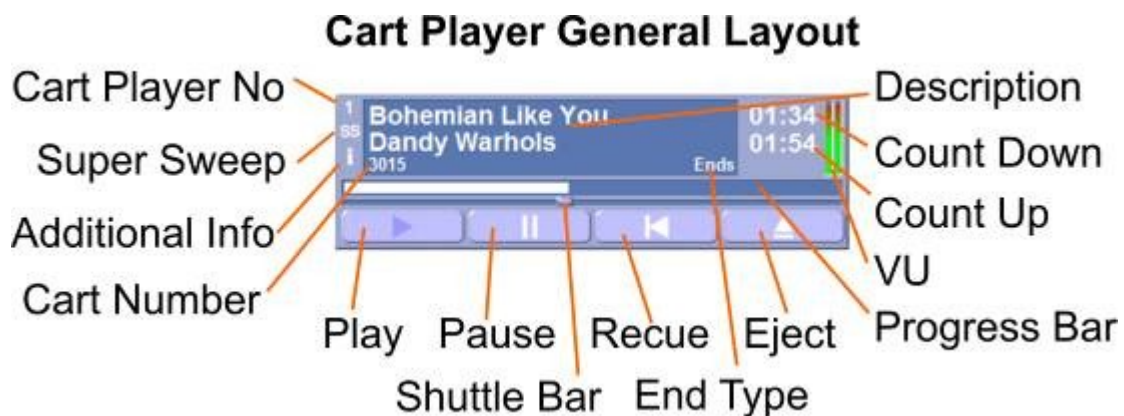 Cart Player General Layout
Cart Player No
Super Sweep
Additional Info
Cart Number
1
SS
i
Bohemian Like You
Dandy Warhols
3015
Ends
01:34
01:54
Description
Count Down
Count Up
VU
Progress Bar
Play
Pause
Recue
Eject
Shuttle Bar
End Type